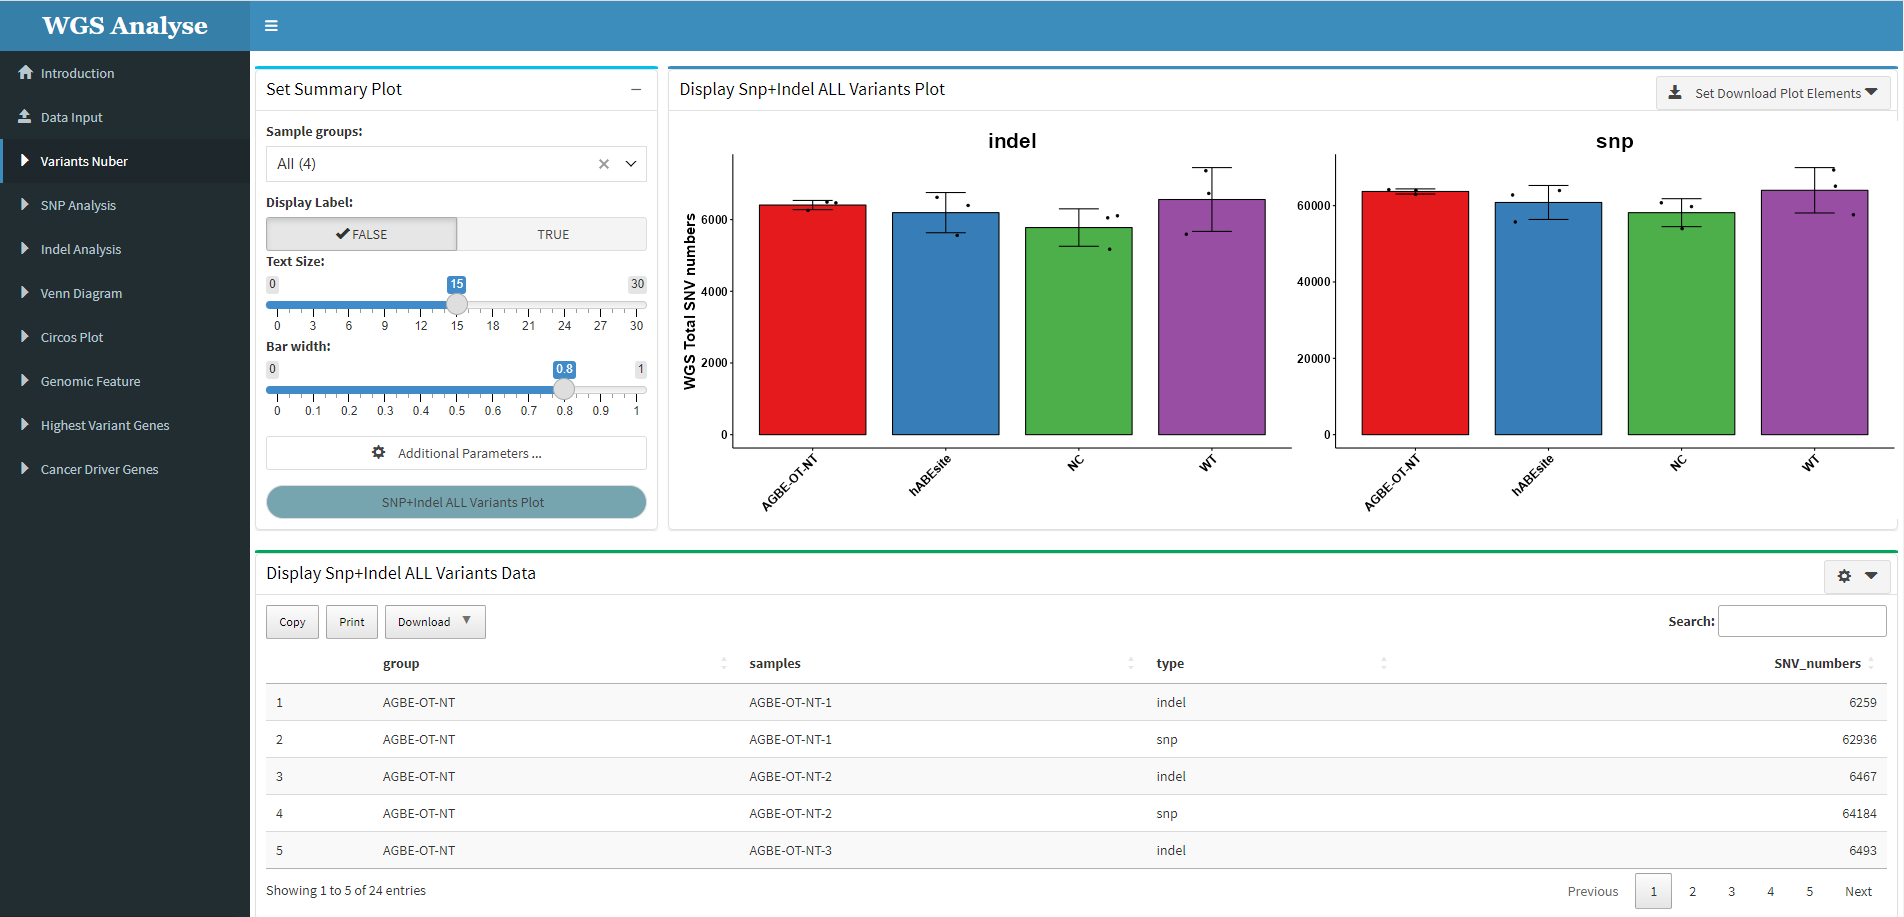 WGS Analyse
Introduction
Data Input
Variants Nuber
SNP Analysis
Indel Analysis
Venn Diagram
Circos Plot
Genomic Feature
Highest Variant Genes
Cancer Driver Genes
Set Summary Plot
Sample groups:
All (4)
Display Label:
FALSE TRUE
Text Size:
0 15 30
0 3 6 9 12 15 18 21 24 27 30
Bar width:
0 0.8 1
0 0.1 0.2 0.3 0.4 0.5 0.6 0.7 0.8 0.9 1
Additional Parameters ...
SNP+Indel ALL Variants Plot
Display Snp+Indel ALL Variants Plot
Set Download Plot Elements
indel
WGS Total SNV numbers
6000
4000
2000
0
AGBE-OT-NT hABEsite NC WT
snp
60000
40000
20000
0
AGBE-OT-NT hABEsite NC WT
Display Snp+Indel ALL Variants Data
Copy Print Download
Search:
group samples type SNV_numbers
1 AGBE-OT-NT AGBE-OT-NT-1 indel 6259
2 AGBE-OT-NT AGBE-OT-NT-1 snp 62936
3 AGBE-OT-NT AGBE-OT-NT-2 indel 6467
4 AGBE-OT-NT AGBE-OT-NT-2 snp 64184
5 AGBE-OT-NT AGBE-OT-NT-3 indel 6493
Showing 1 to 5 of 24 entries
Previous 1 2 3 4 5 Next